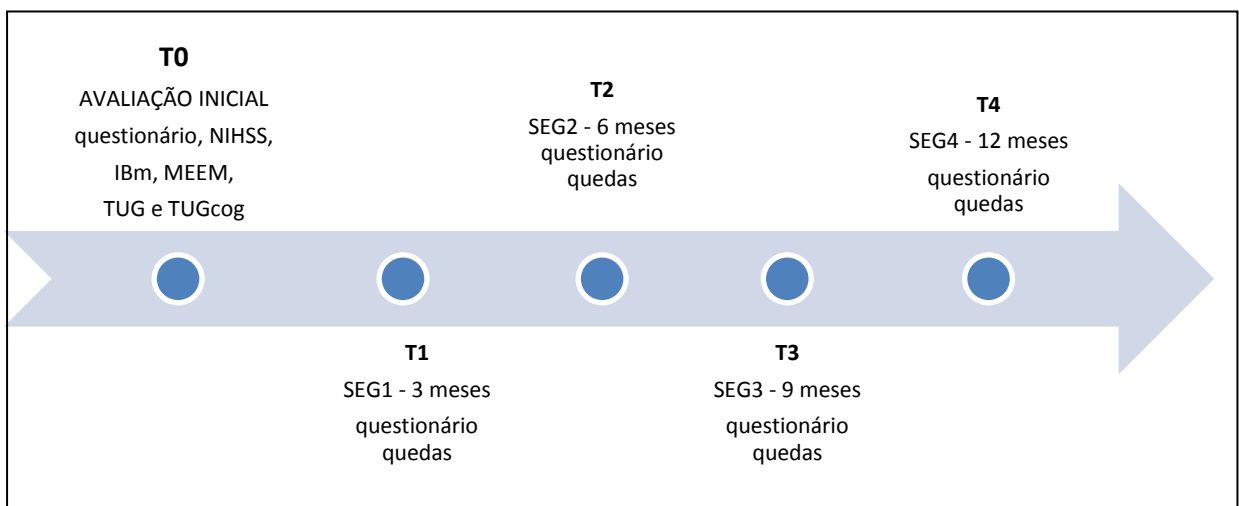 T0
AVALIAÇÃO INICIAL
questionário, NIHSS,
IBm, MEEM,
TUG e TUGcog
T1
SEG1 - 3 meses
questionário
quedas
T2
SEG2 - 6 meses
questionário
quedas
T3
SEG3 - 9 meses
questionário
quedas
T4
SEG4 - 12 meses
questionário
quedas